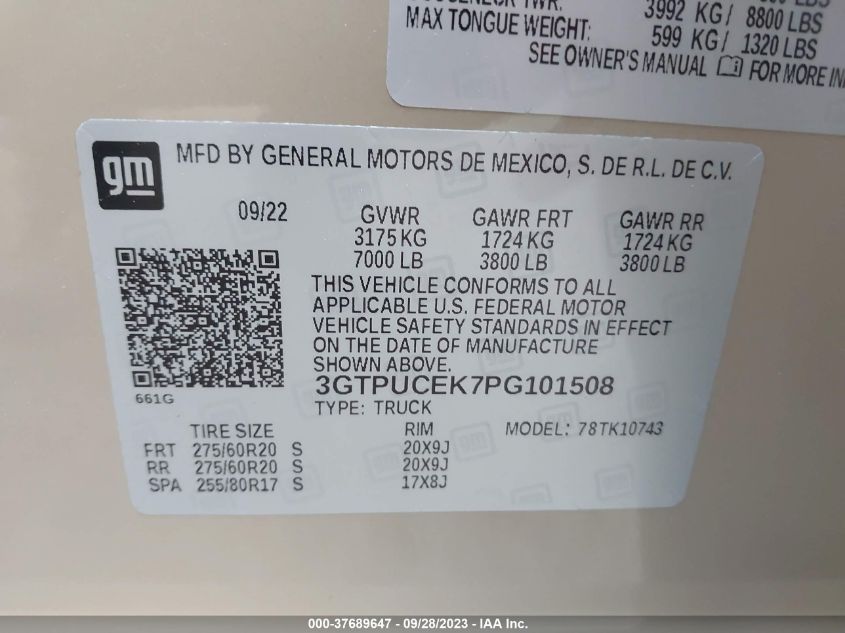 TWR:
3992 KG/ 8800 LBS
MAX TONGUE WEIGHT:
599 KG/ 1320 LBS
SEE OWNER'S MANUAL FOR MORE
gm
MFD BY GENERAL MOTORS DE MEXICO, S. DE R.L. DE C.V.
09/22 GVWR GAWR FRT GAWR RR
3175 KG 1724 KG 1724 KG
7000 LB 3800 LB 3800 LB
THIS VEHICLE CONFORMS TO ALL
APPLICABLE U.S. FEDERAL MOTOR
VEHICLE SAFETY STANDARDS IN EFFECT
ON THE DATE OF MANUFACTURE
SHOWN ABOVE.
3GTPUCEK7PG101508
661G
TYPE: TRUCK
TIRE SIZE RIM MODEL: 78TK10743
FRT 275/60R20 S 20X9J
RR 275/60R20 S 20X9J
SPA 255/80R17 S 17X8J
000-37689647 - 09/28/2023 - IAAI Inc.